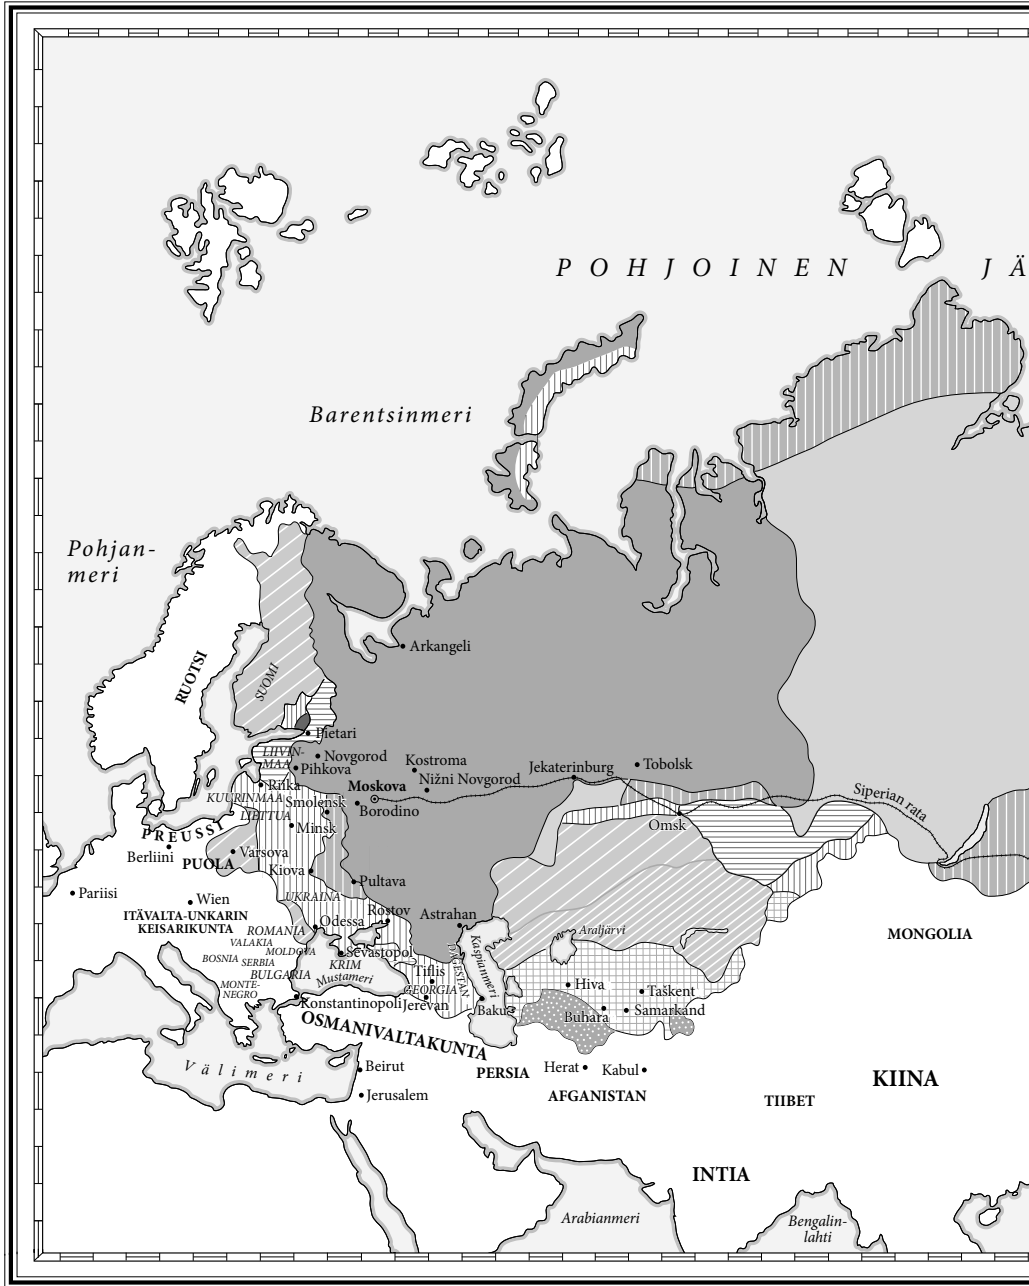 POHJOINEN JÄ
Barentsinmeri
Pohjan-
meri
Arkangeli
RUOTSI
SUOMI
Pietari
LIIVIN-
MAA
Novgorod
Pihkova
Kostroma
Nižni Novgorod
Jekaterinburg
Tobolsk
Riika
KUURINMAA
Smolensk
Moskova
Borodino
Siperian rata
LIETTUA
Minsk
Omsk
PREUSSI
Berliini
PUOLA
Varsova
Kiova
Pultava
Pariisi
Wien
UKRAINA
ITÄVALTA-UNKARIN
KEISARIKUNTA
Odessa
Rostov
Astrahan
ROMANIA
VALAKIA
MOLDOVA
Sevastopol
KRIM
Mustameri
BOSNIA
SERBIA
BULGARIA
MONTE-
NEGRO
Konstantinopoli
DAGESTAN
Kaspianmeri
Araljärvi
Tiflis
GEORGIA
Jerevan
Baku
Hiva
Taškent
Buhara
Samarkand
MONGOLIA
OSMANIVALTAKUNTA
Välimeri
Beirut
Jerusalem
PERSIA
Herat
Kabul
AFGANISTAN
KIINA
TIIBET
INTIA
Arabianmeri
Bengalin-
lahti